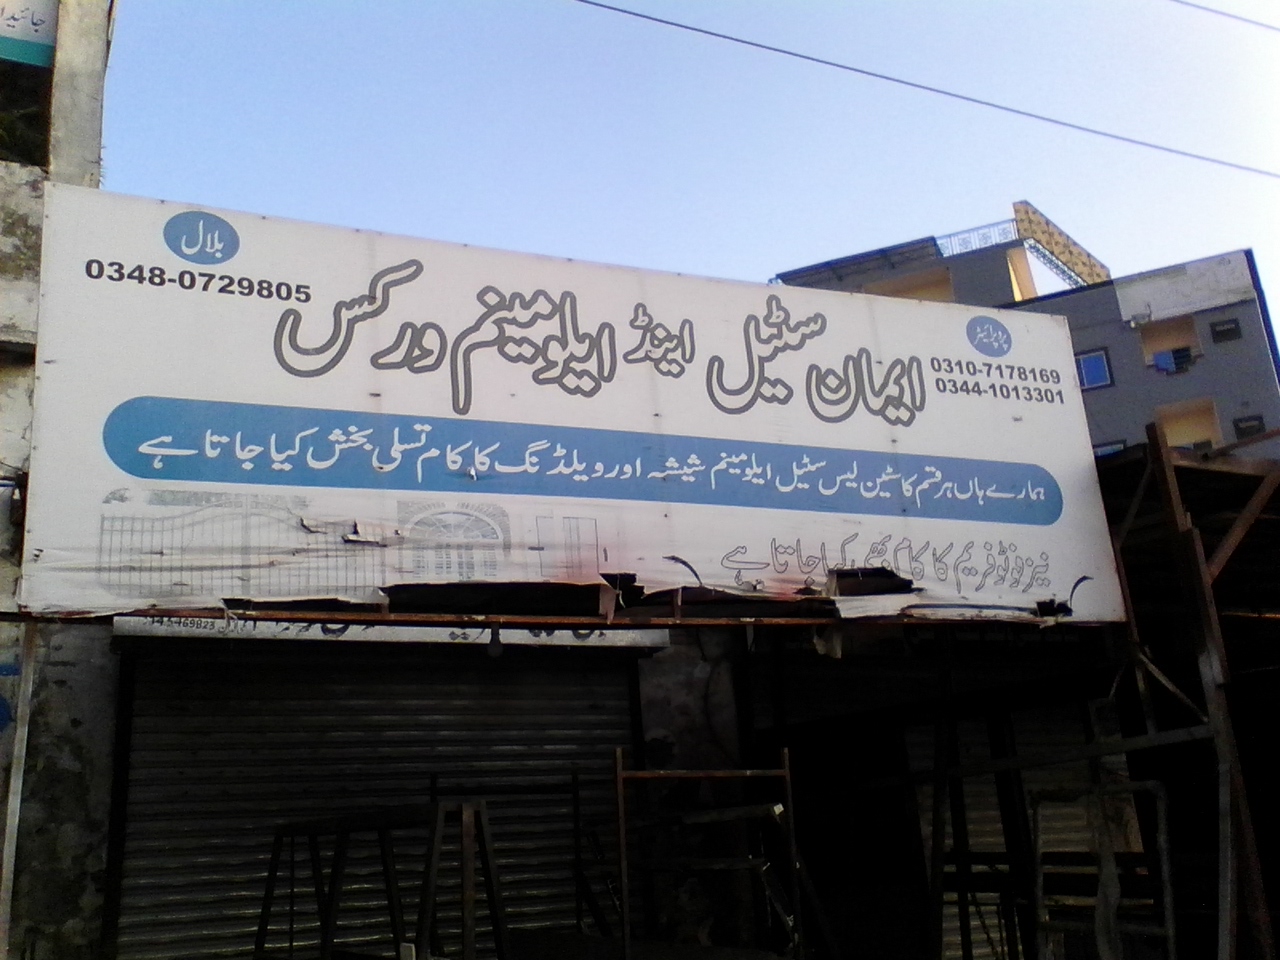 جائیداد
پروپرائیٹر
0310-7178169
0344-1013301
بلال
0348-0729805
ایمان سٹیل اینڈ ایلومینم ورکس
ہمارے ہاں ہر قسم کا سٹین لیس سٹیل ایلومینم شیشہ اور ویلڈنگ کا کام تسلی بخش کیا جاتا ہے
نیز فوٹو فریم کا کام بھی کیا جاتا ہے